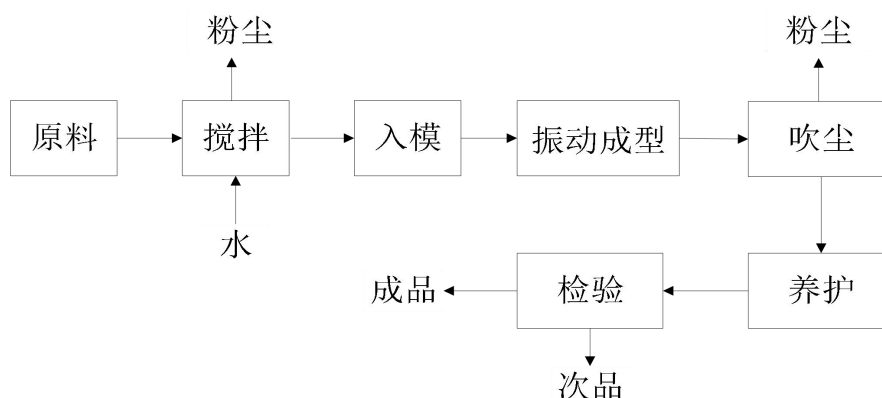 粉尘
粉尘
原料
搅拌
入模
振动成型
吹尘
水
成品
检验
养护
次品